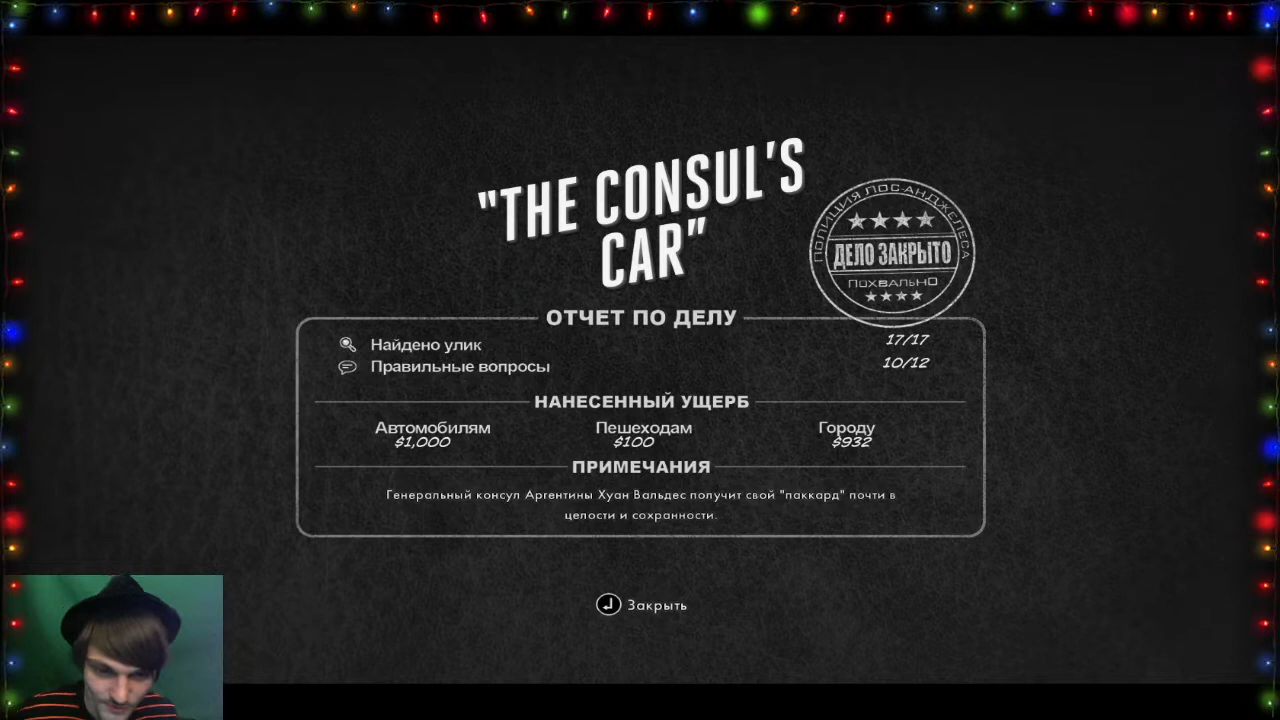 "THE CONSUL'S
CAR"
ПОЛИЦИЯ ЛОС-АНДЖЕЛЕСА
ДЕЛО ЗАКРЫТО
ПОХВАЛЬНО
ОТЧЕТ ПО ДЕЛУ
Найдено улик 17/17
Правильные вопросы 10/12
НАНЕСЕННЫЙ УЩЕРБ
Автомобилям Пешеходам Городу
$1,000 $100 $932
ПРИМЕЧАНИЯ
Генеральный консул Аргентины Хуан Вальдес получит свой "паккард" почти в
целости и сохранности.
Закрыть